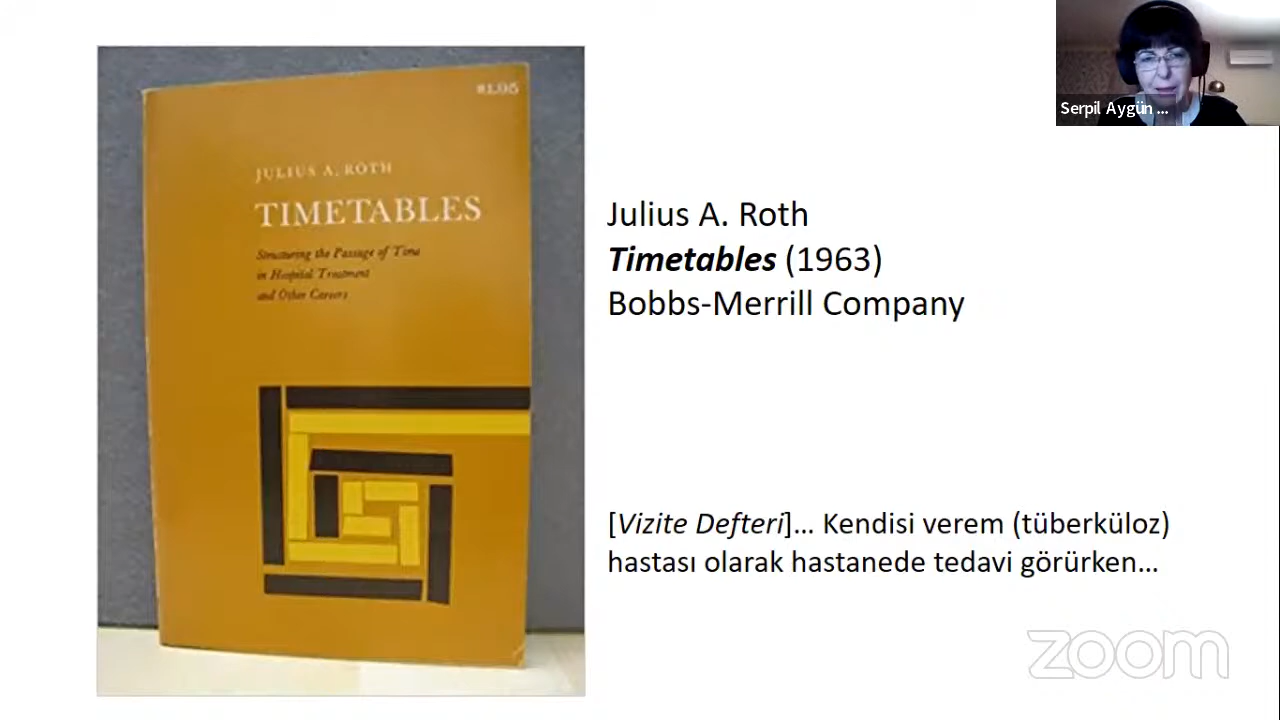 $1.95
JULIUS A. ROTH
TIMETABLES
Structuring the Passage of Time
in Hospital Treatment
and Other Careers
Serpil Aygün ...
Julius A. Roth
Timetables (1963)
Bobbs-Merrill Company
[Vizite Defteri]... Kendisi verem (tüberküloz)
hastası olarak hastanede tedavi görürken...
zoom